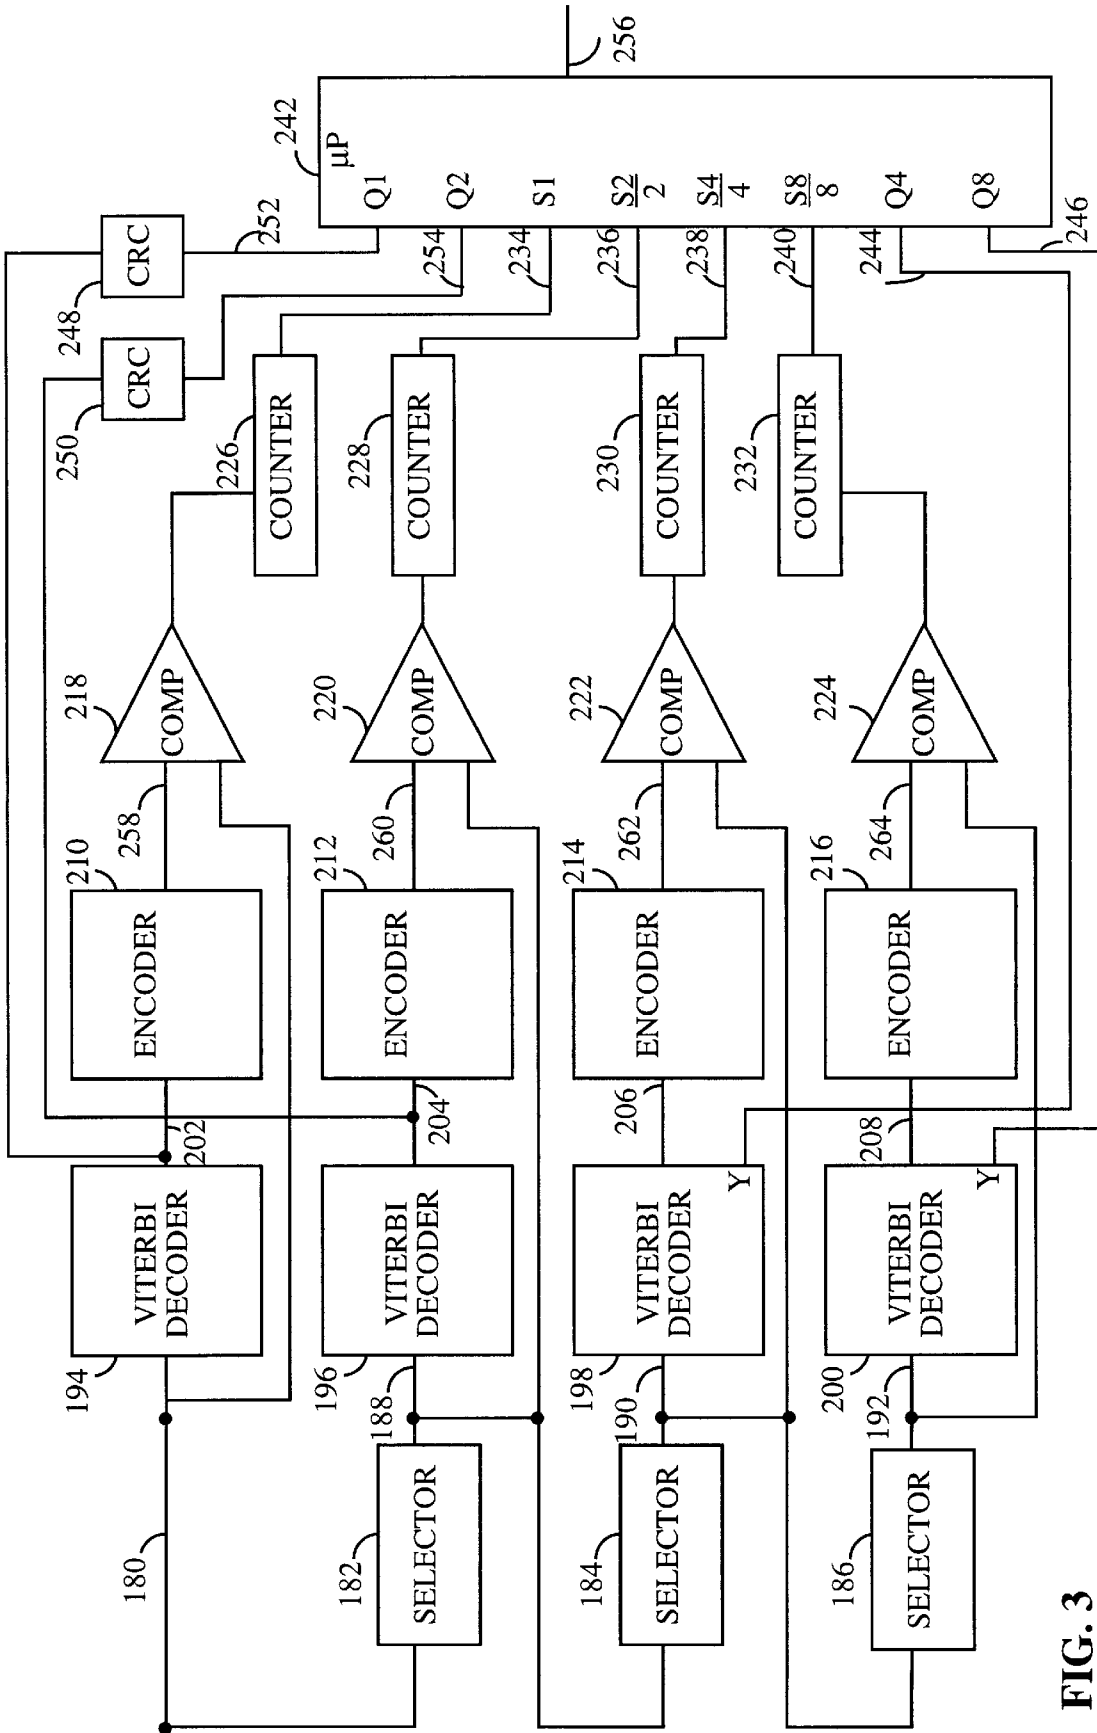 180
194
VITERBI
DECODER
202
210
ENCODER
258
218
COMP
226
COUNTER
248
CRC
252
250
CRC
182
SELECTOR
188
196
VITERBI
DECODER
204
212
ENCODER
260
220
COMP
228
COUNTER
184
SELECTOR
190
198
VITERBI
DECODER
Y
206
214
ENCODER
262
222
COMP
230
COUNTER
186
SELECTOR
192
200
VITERBI
DECODER
Y
208
216
ENCODER
264
224
COMP
232
COUNTER
254
234
236
238
240
244
246
242
µP
Q1
Q2
S1
S2
2
S4
4
S8
8
Q4
Q8
256
FIG. 3